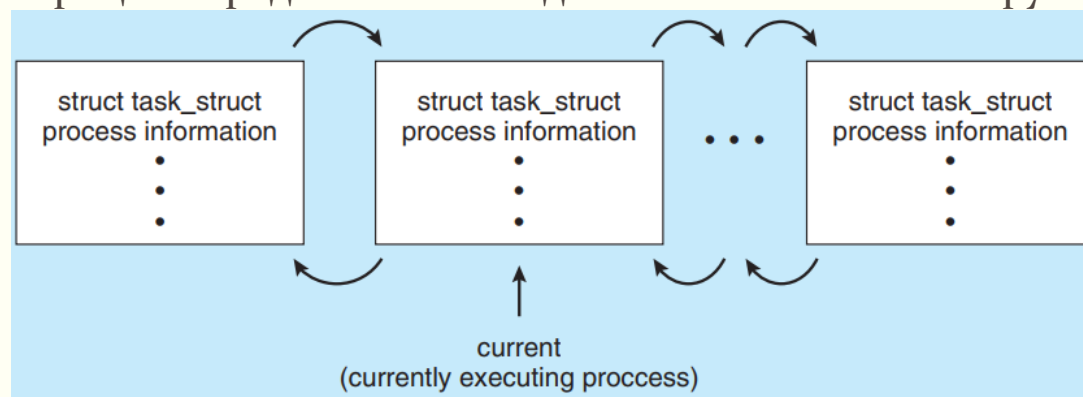 struct task_struct
process information
•
•
•
struct task_struct
process information
•
•
•
• • •
struct task_struct
process information
•
•
•
current
(currently executing proccess)